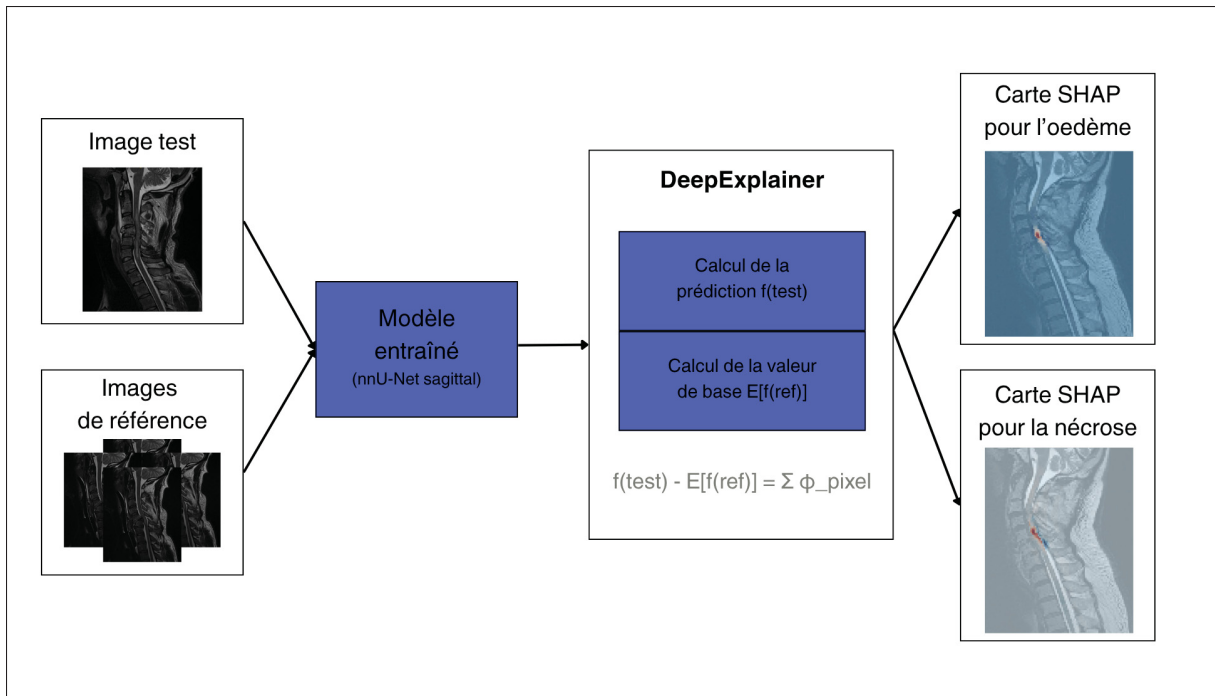 Image test
Images
de référence
Modèle
entraîné
(nnU-Net sagittal)
DeepExplainer
Calcul de la
prédiction f(test)
Calcul de la valeur
de base E[f(ref)]
f(test) - E[f(ref)] = Σ φ_pixel
Carte SHAP
pour l'oedème
Carte SHAP
pour la nécrose